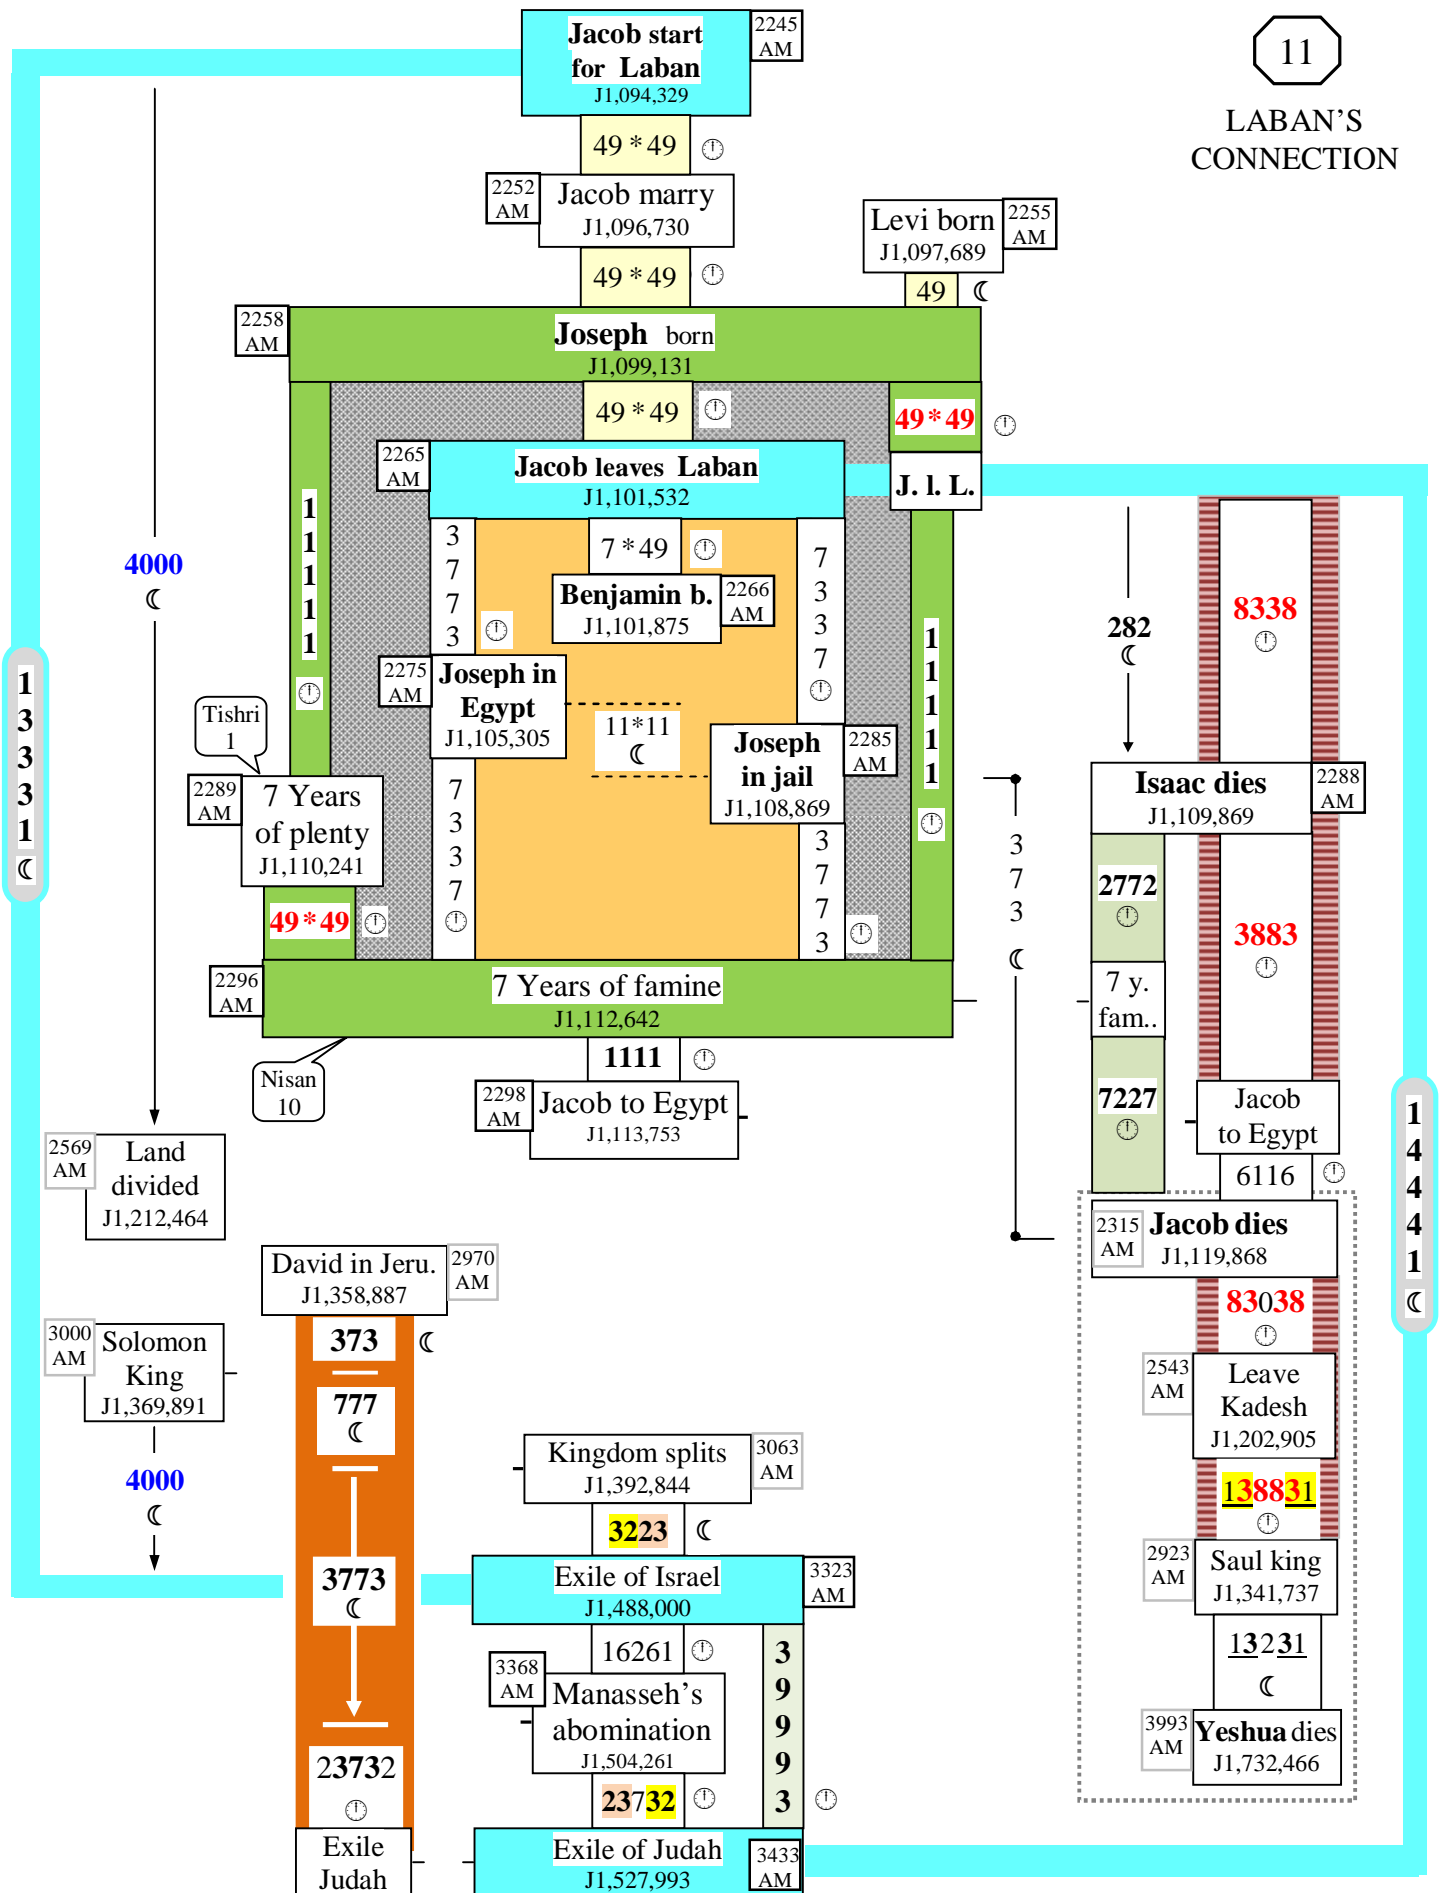 Jacob start
for Laban
J1,094,329
2245
AM
11
LABAN'S
CONNECTION
49 * 49
2252
AM
Jacob marry
J1,096,730
Levi born
J1,097,689
2255
AM
49 * 49
49 ☾
2258
AM
Joseph born
J1,099,131
49 * 49
49 * 49
2265
AM
Jacob leaves Laban
J1,101,532
J. l. L.
1
1
1
1
1
3
7
7
3
7 * 49
7
3
3
7
Benjamin b.
J1,101,875
2266
AM
4000
☾
282
☾
8338
1
1
1
1
1
1
3
3
3
1
☾
2275
AM
Joseph in
Egypt
J1,105,305
11*11
☾
Tishri
1
Joseph
in jail
J1,108,869
2285
AM
Isaac dies
J1,109,869
2288
AM
2289
AM
7 Years
of plenty
J1,110,241
7
3
3
7
3
7
7
3
3
7
3
☾
2772
3883
49 * 49
2296
AM
7 Years of famine
J1,112,642
7 y.
fam..
Nisan
10
1111
2298
AM
Jacob to Egypt
J1,113,753
7227
Jacob
to Egypt
1
4
4
4
1
☾
2569
AM
Land
divided
J1,212,464
6116
2315
AM
Jacob dies
J1,119,868
David in Jeru.
J1,358,887
2970
AM
83038
3000
AM
Solomon
King
J1,369,891
373 ☾
777
☾
2543
AM
Leave
Kadesh
J1,202,905
4000
☾
Kingdom splits
J1,392,844
3063
AM
138831
3223 ☾
3773
☾
Exile of Israel
J1,488,000
3323
AM
2923
AM
Saul king
J1,341,737
16261
3
9
9
9
3
13231
☾
3368
AM
Manasseh's
abomination
J1,504,261
3993
AM
Yeshua dies
J1,732,466
23732
23732
Exile
Judah
Exile of Judah
J1,527,993
3433
AM